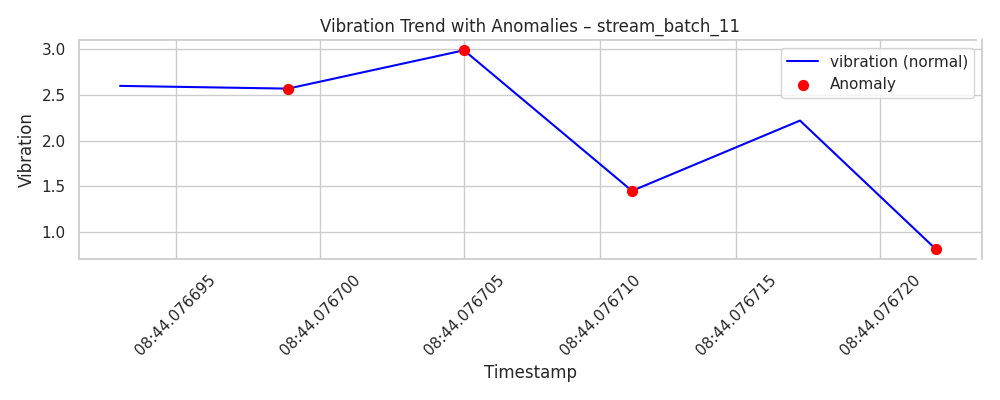 Vibration Trend with Anomalies – stream_batch_11
vibration (normal)
Anomaly
Vibration
3.0
2.5
2.0
1.5
1.0
08:44.076695
08:44.076700
08:44.076705
08:44.076710
08:44.076715
08:44.076720
Timestamp